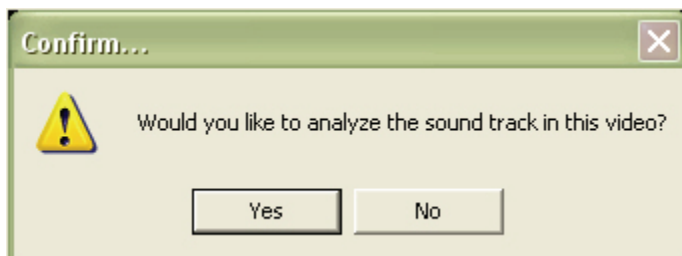 Confirm...
Would you like to analyze the sound track in this video?
Yes
No